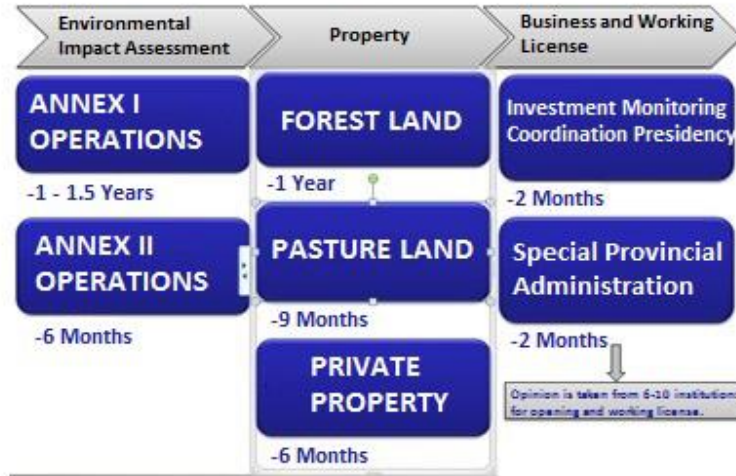 Environmental
Impact Assessment
Property
Business and Working
License
ANNEX I
OPERATIONS
-1 - 1.5 Years
ANNEX II
OPERATIONS
-6 Months
FOREST LAND
-1 Year
PASTURE LAND
-9 Months
PRIVATE
PROPERTY
-6 Months
Investment Monitoring
Coordination Presidency
-2 Months
Special Provincial
Administration
-2 Months
Opinion is taken from 6-10 institutions
for opening and working license.